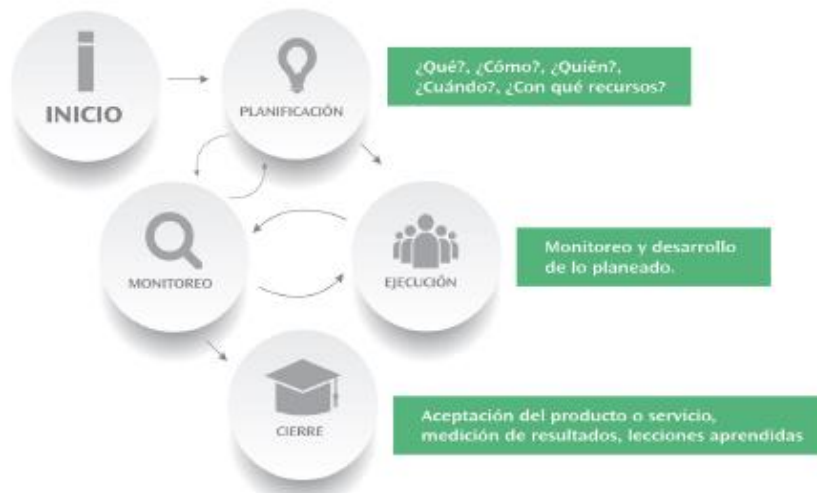 INICIO
PLANIFICACIÓN
¿Qué?, ¿Cómo?, ¿Quién?,
¿Cuándo?, ¿Con qué recursos?
MONITOREO
EJECUCIÓN
Monitoreo y desarrollo
de lo planeado.
CIERRE
Aceptación del producto o servicio,
medición de resultados, lecciones aprendidas